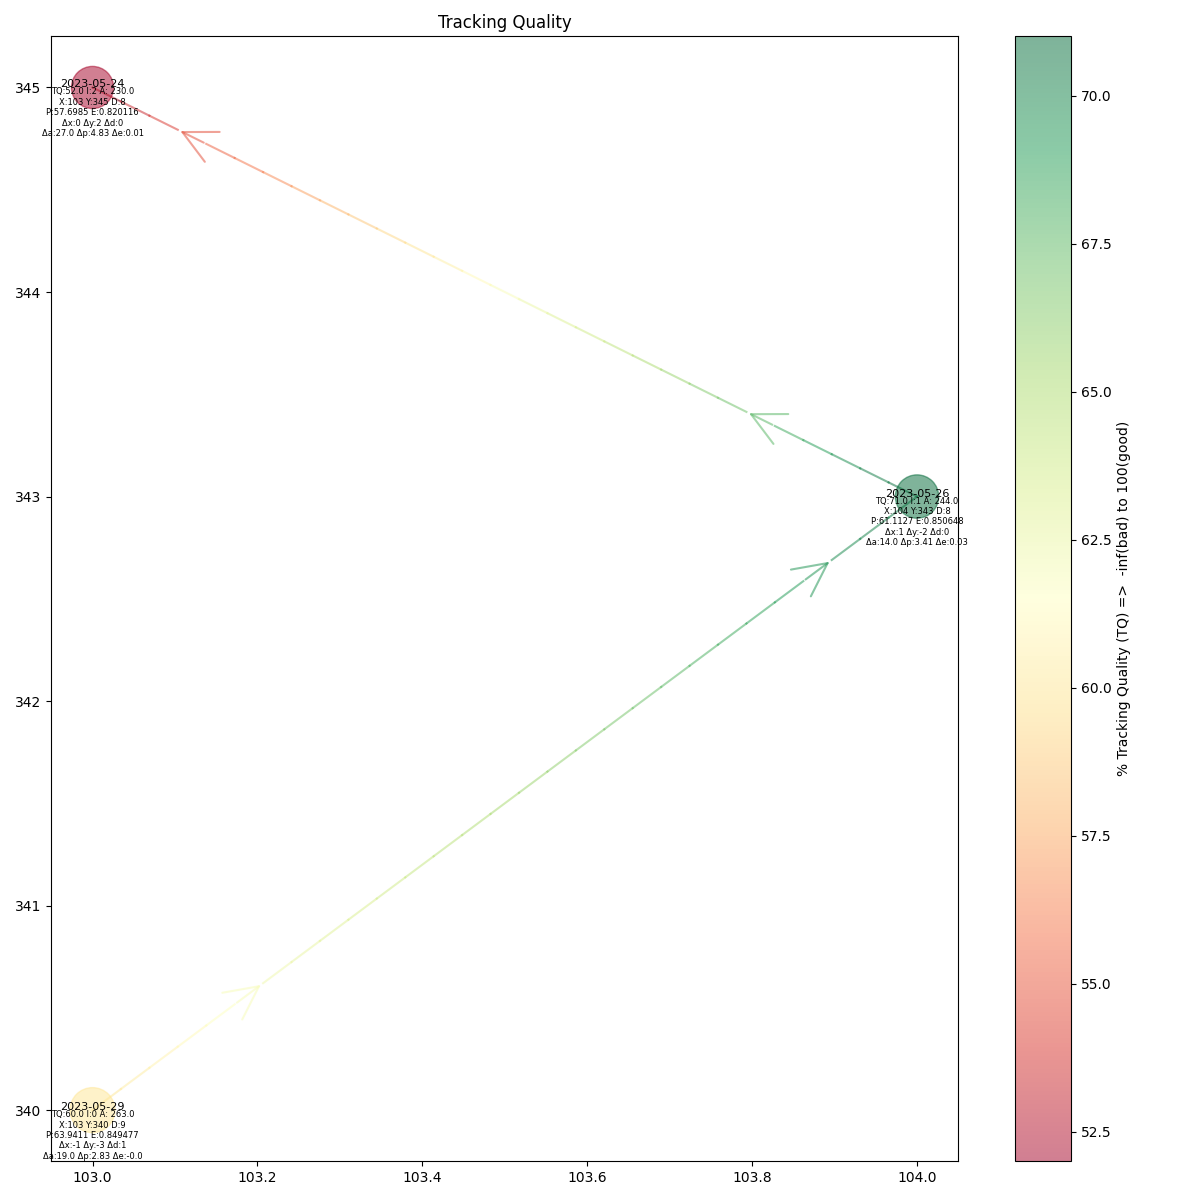 Tracking Quality
345
344
343
342
341
340
103.0
103.2
103.4
103.6
103.8
104.0
2023-05-24
TQ:52.0 I:2 A: 230.0
X:103 Y:345 D:8
P:57.6985 E:0.820116
Δx:0 Δy:2 Δd:0
Δa:27.0 Δp:4.83 Δe:0.01
2023-05-26
TQ:71.0 I:1 A: 244.0
X:104 Y:343 D:8
P:61.1127 E:0.850648
Δx:1 Δy:-2 Δd:0
Δa:14.0 Δp:3.41 Δe:0.03
2023-05-29
TQ:60.0 I:0 A: 263.0
X:103 Y:340 D:9
P:63.9411 E:0.849477
Δx:-1 Δy:-3 Δd:1
Δa:19.0 Δp:2.83 Δe:-0.0
70.0
67.5
65.0
62.5
60.0
57.5
55.0
52.5
% Tracking Quality (TQ) => -inf(bad) to 100(good)